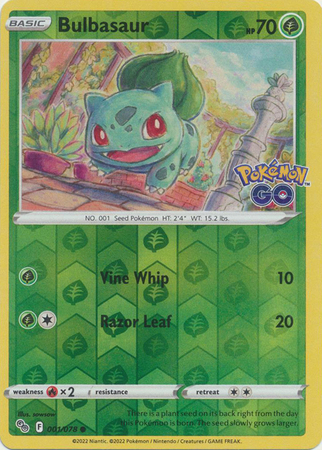 BASIC Bulbasaur HP 70
Pokémon GO
NO. 001 Seed Pokémon HT: 2'4" WT: 15.2 lbs.
Vine Whip 10
Razor Leaf 20
weakness ×2 resistance retreat
Illus.
F 001/078
There is a plant seed on its back right from the day
this Pokémon is born. The seed slowly grows larger.
©2022 Niantic. ©2022 Pokémon / Nintendo / Creatures / GAME FREAK.